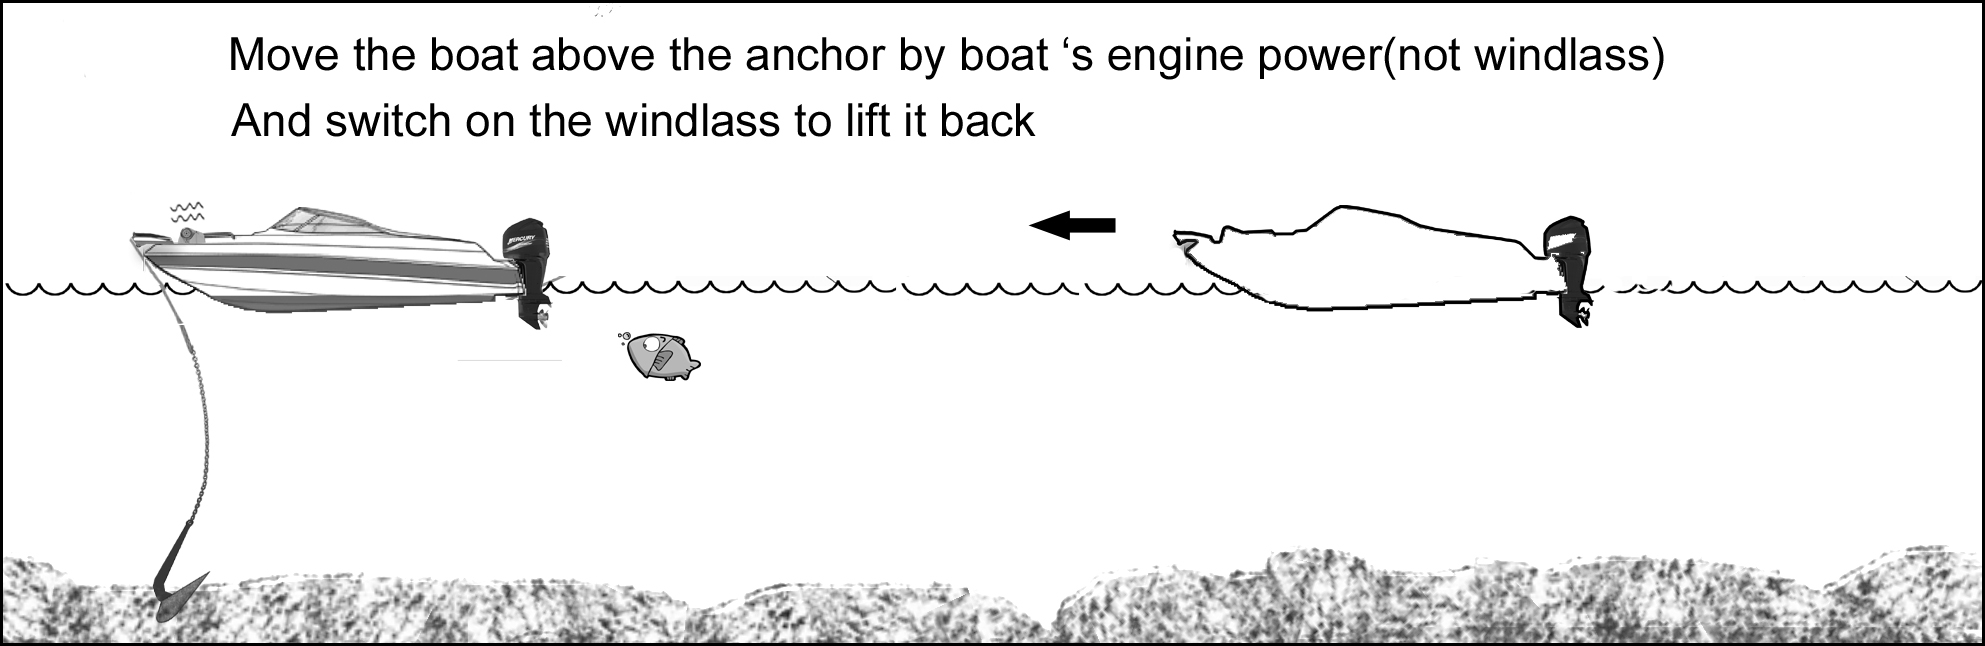 Move the boat above the anchor by boat ‘s engine power(not windlass)
And switch on the windlass to lift it back
MERCURY